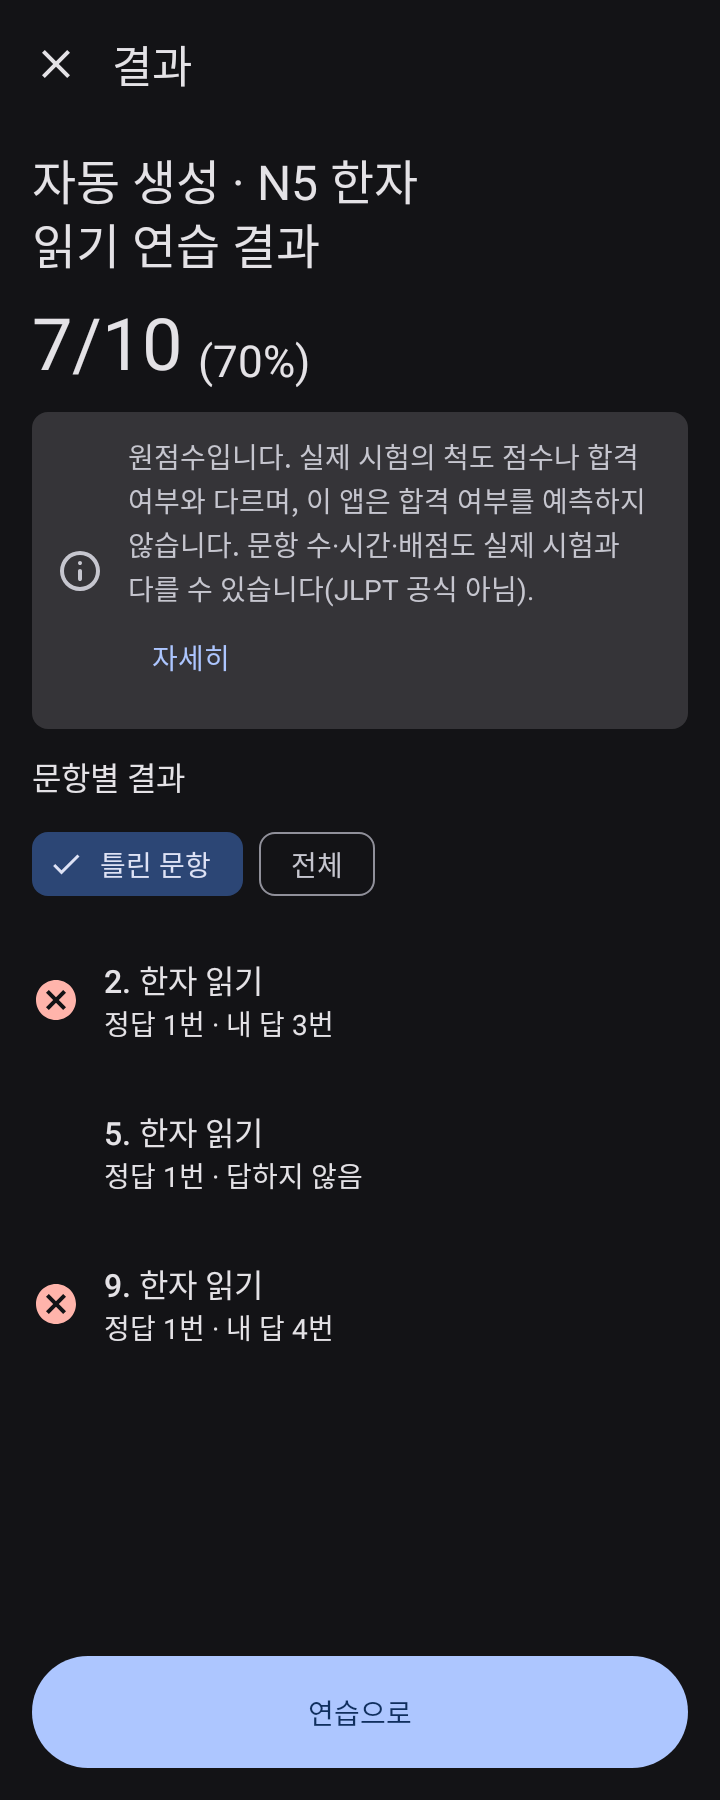 결과
자동 생성 · N5 한자
읽기 연습 결과
7/10 (70%)
원점수입니다. 실제 시험의 척도 점수나 합격
여부와 다르며, 이 앱은 합격 여부를 예측하지
않습니다. 문항 수·시간·배점도 실제 시험과
다를 수 있습니다(JLPT 공식 아님).
자세히
문항별 결과
틀린 문항
전체
2. 한자 읽기
정답 1번 · 내 답 3번
5. 한자 읽기
정답 1번 · 답하지 않음
9. 한자 읽기
정답 1번 · 내 답 4번
연습으로